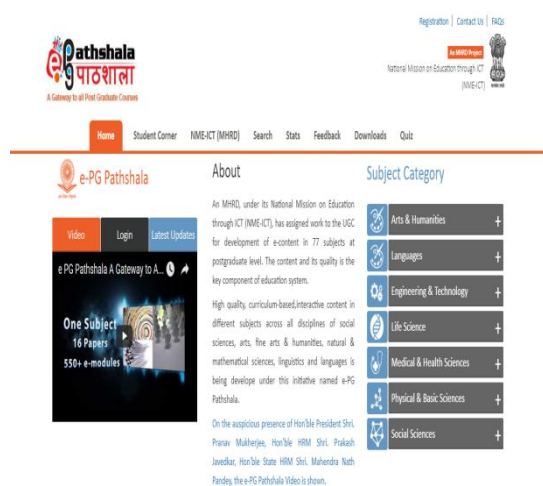 Registration | Contact Us | FAQs
ePathshala
पाठशाला
pg
A Gateway to all Post Graduate Courses
An MHRD Project
National Mission on Education through ICT
(NME-ICT)
Home Student Corner NME-ICT (MHRD) Search Stats Feedback Downloads Quiz
e-PG Pathshala
Video Login Latest Updates
e PG Pathshala A Gateway to A...
One Subject
16 Papers
550+ e-modules
About
An MHRD, under its National Mission on Education
through ICT (NME-ICT), has assigned work to the UGC
for development of e-content in 77 subjects at
postgraduate level. The content and its quality is the
key component of education system.
High quality, curriculum-based,interactive content in
different subjects across all disciplines of social
sciences, arts, fine arts & humanities, natural &
mathematical sciences, linguistics and languages is
being develope under this initiative named e-PG
Pathshala.
On the auspicious presence of Hon'ble President Shri.
Pranav Mukherjee, Hon'ble HRM Shri. Prakash
Javedkar, Hon'ble State HRM Shri. Mahendra Nath
Pandey, the e-PG Pathshala Video is shown.
Subject Category
Arts & Humanities +
Languages +
Engineering & Technology +
Life Science +
Medical & Health Sciences +
Physical & Basic Sciences +
Social Sciences +